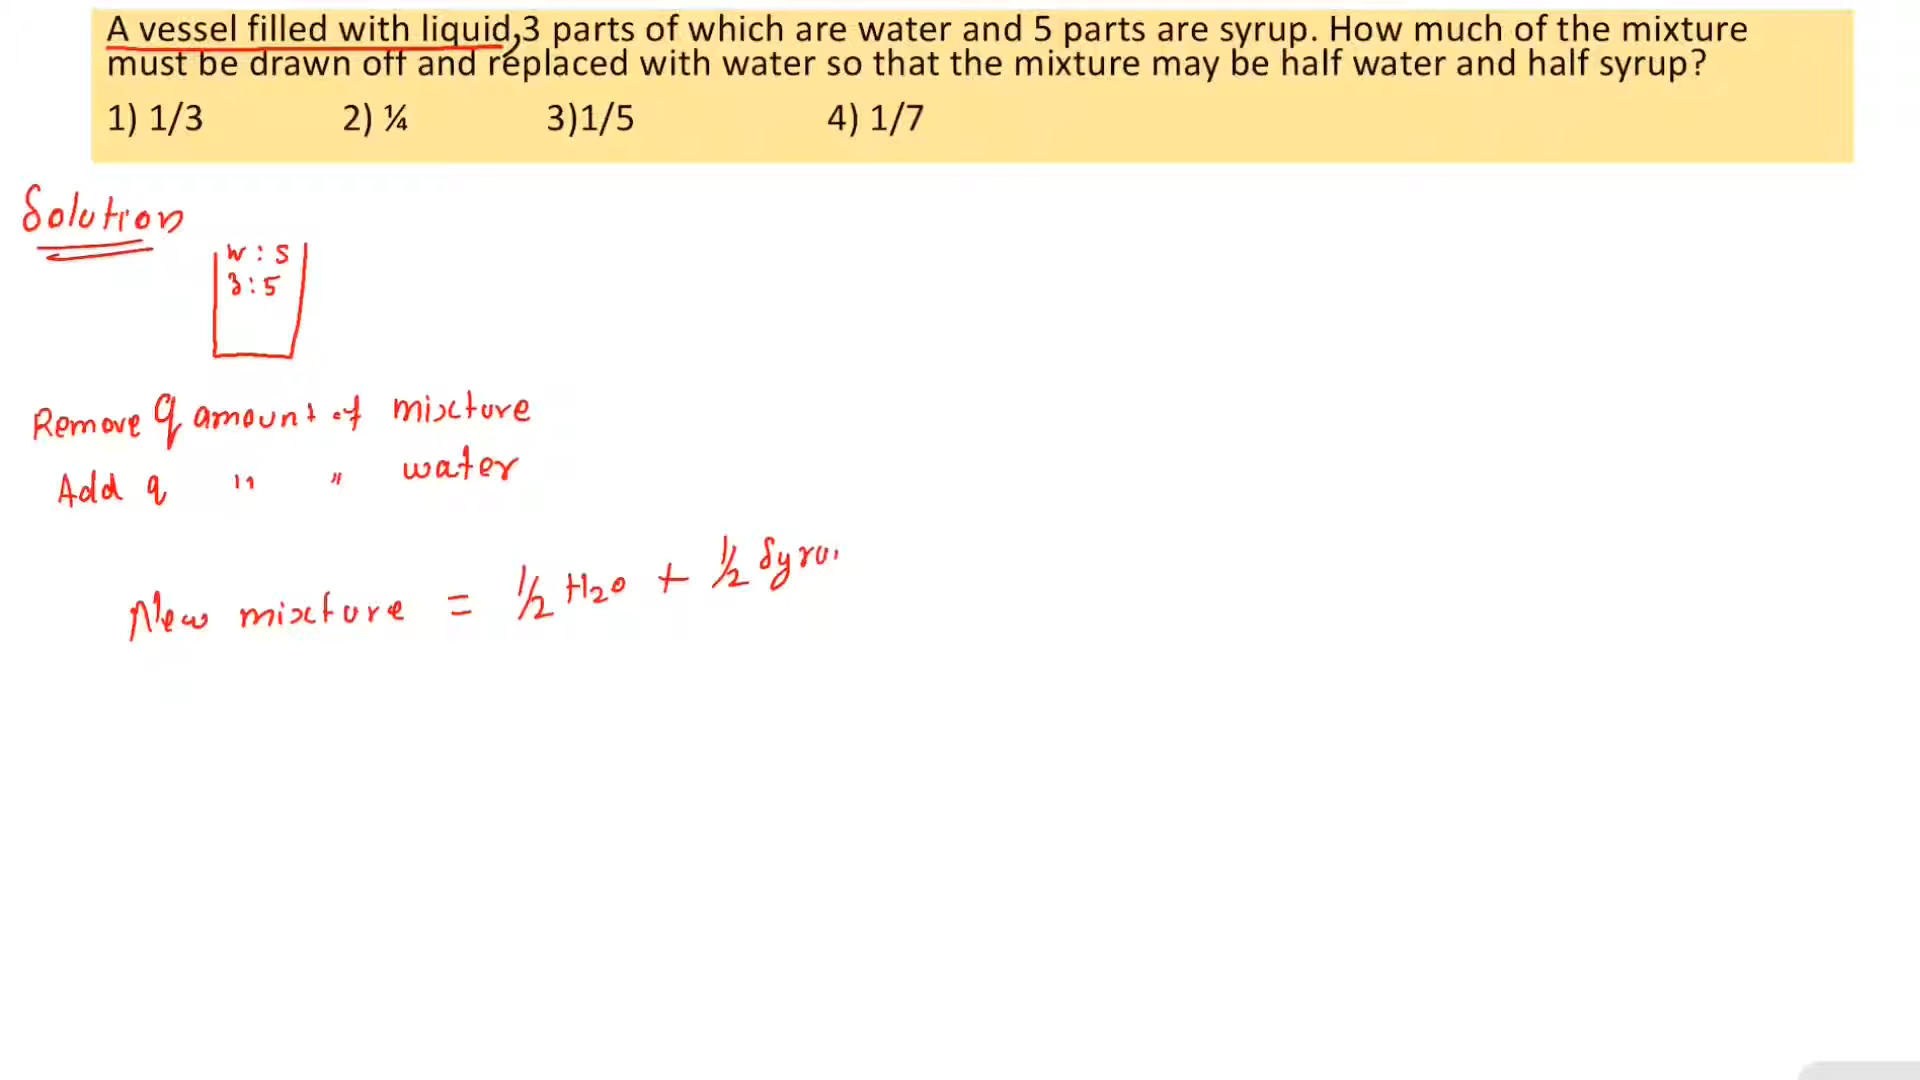 A vessel filled with liquid,3 parts of which are water and 5 parts are syrup. How much of the mixture
must be drawn off and replaced with water so that the mixture may be half water and half syrup?
1) 1/3 2) ¼ 3)1/5 4) 1/7
Solution
W : S
3 : 5
Remove q amount of mixture
Add q " " water
New mixture = 1/2 H2O + 1/2 Syru